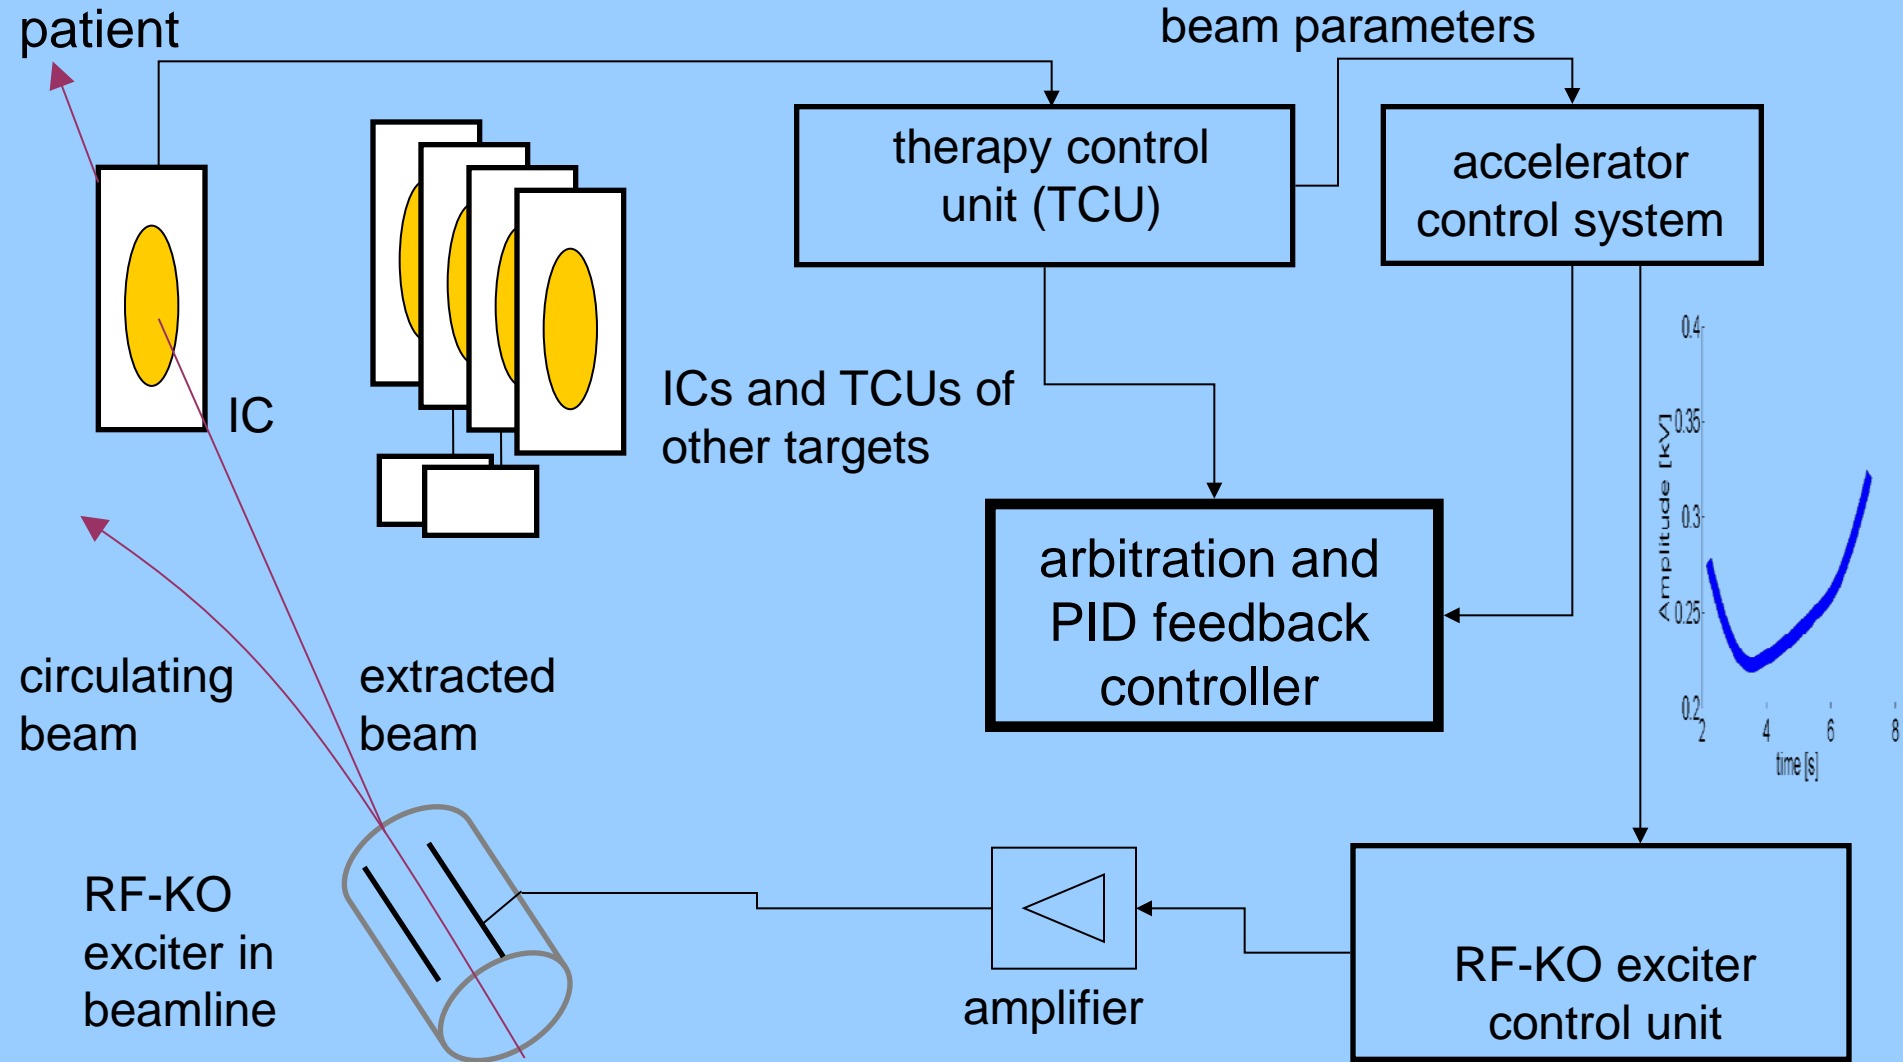 patient
beam parameters
therapy control
unit (TCU)
accelerator
control system
IC
ICs and TCUs of
other targets
arbitration and
PID feedback
controller
0.4
0.35
0.3
0.25
0.2
Amplitude [kV]
2 4 6 8
time [s]
circulating
beam
extracted
beam
RF-KO
exciter in
beamline
amplifier
RF-KO exciter
control unit